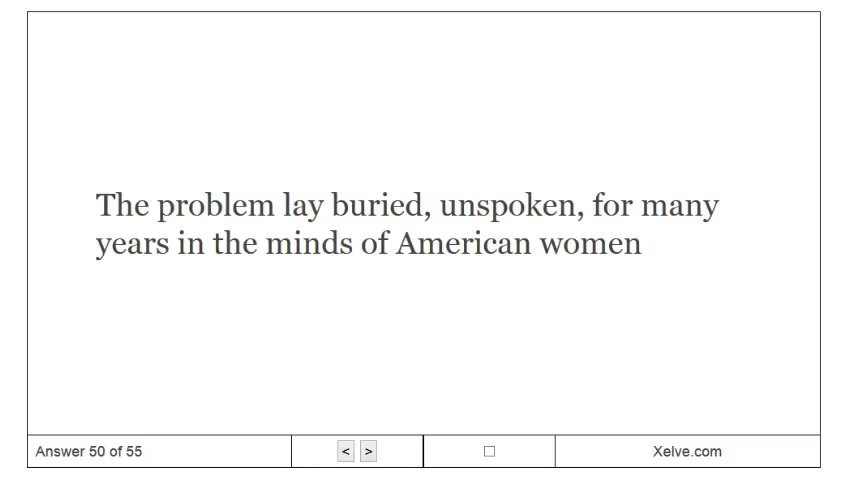 The problem lay buried, unspoken, for many
years in the minds of American women
Answer 50 of 55
< >
Xelve.com